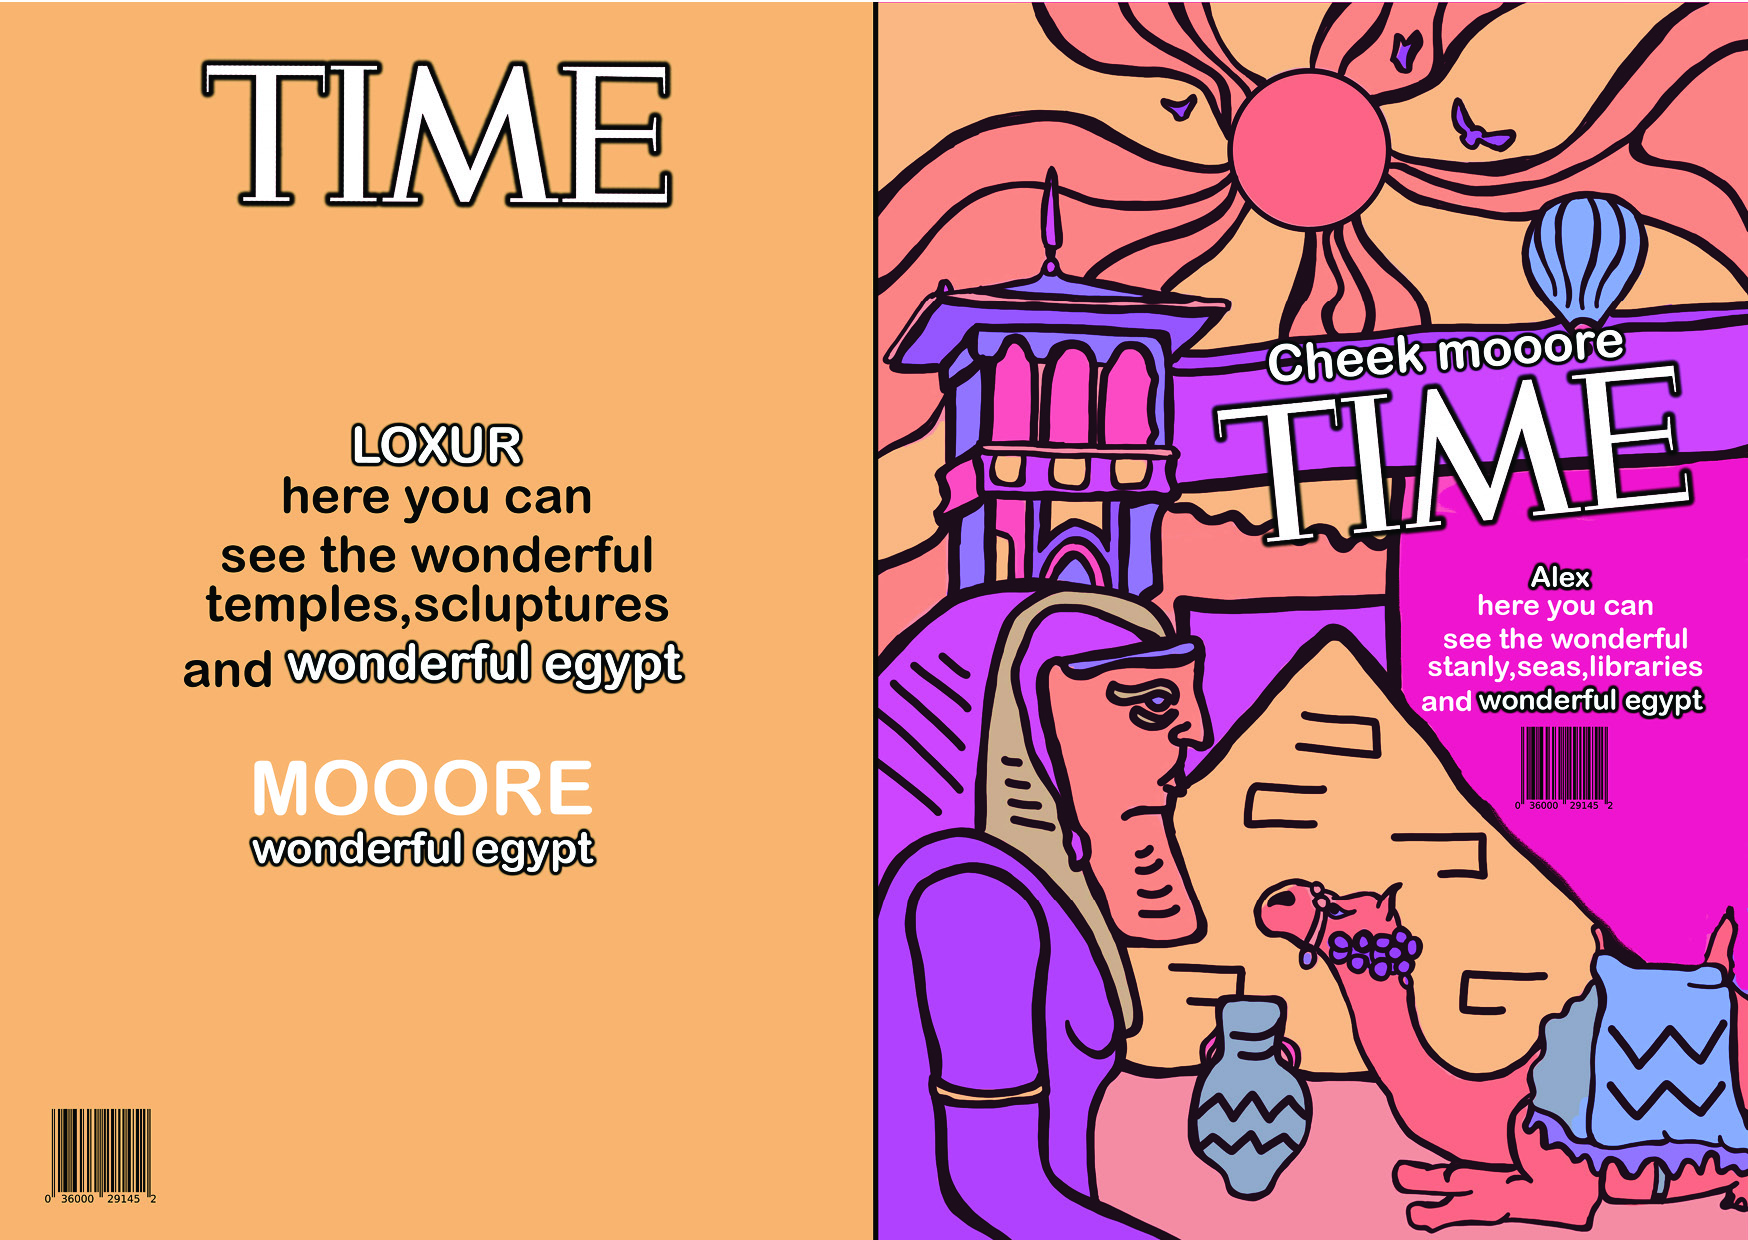 TIME
LOXUR
here you can
see the wonderful
temples,scluptures
and wonderful egypt
MOOORE
wonderful egypt
0 36000 29145 2
Cheek mooore
TIME
Alex
here you can
see the wonderful
stanly,seas,libraries
and wonderful egypt
0 36000 29145 2